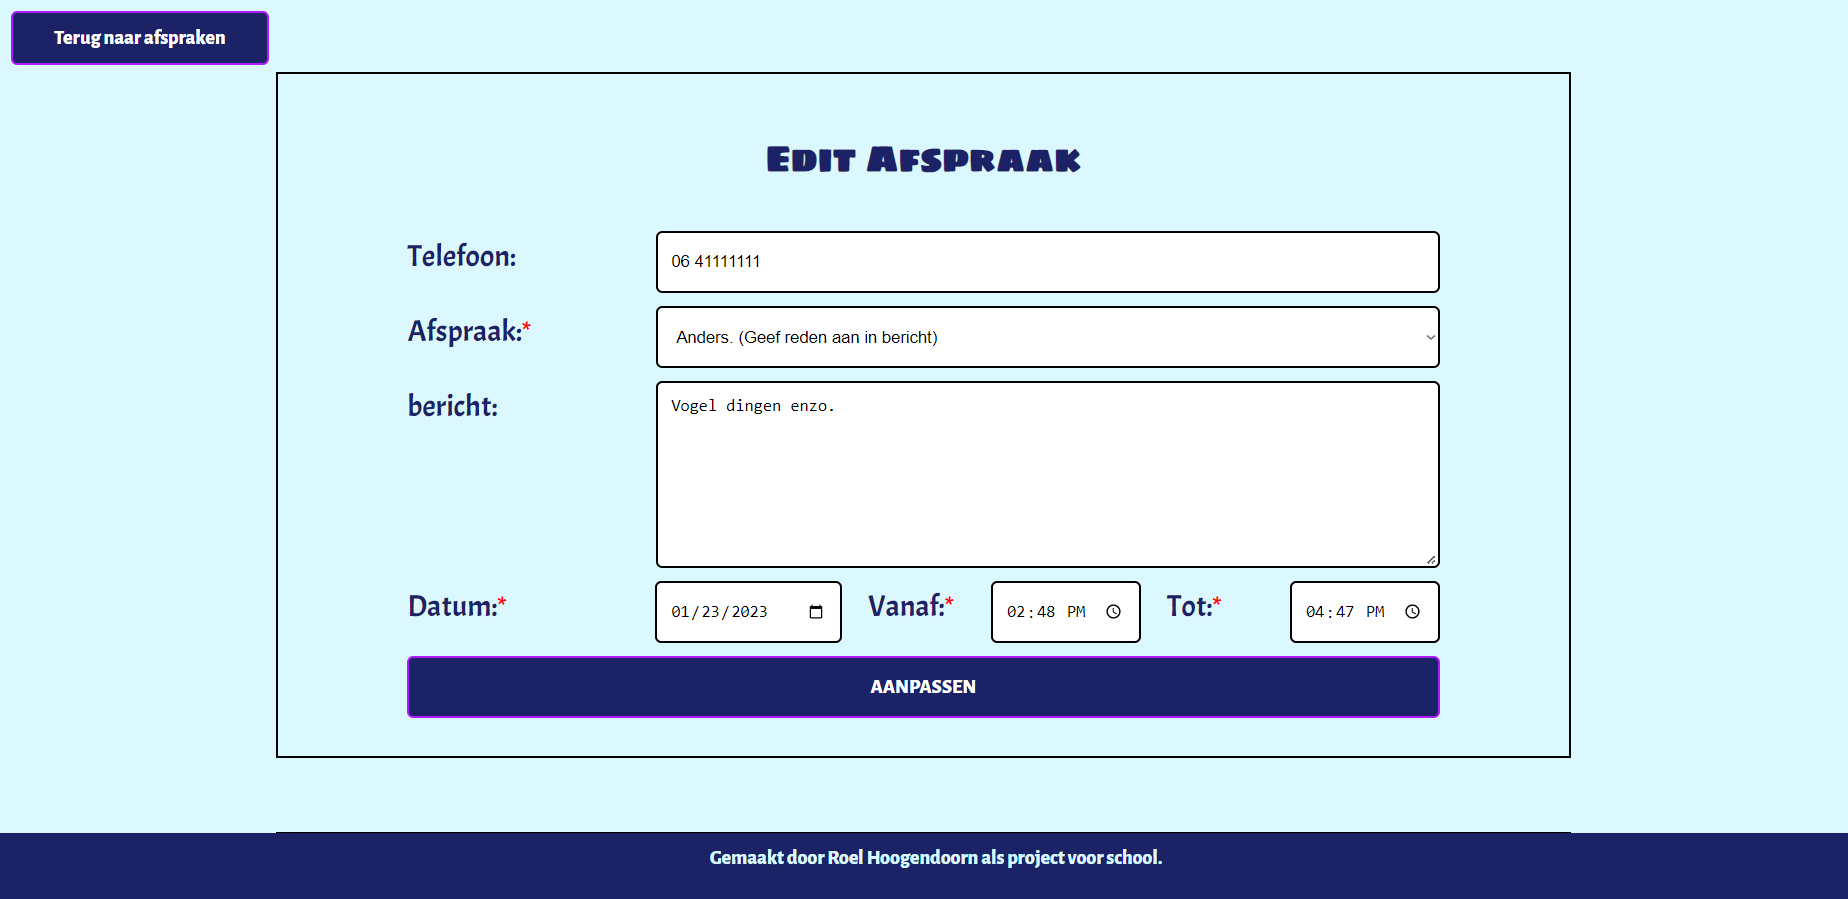 Terug naar afspraken
Edit Afspraak
Telefoon:
06 41111111
Afspraak:*
Anders. (Geef reden aan in bericht)
bericht:
Vogel dingen enzo.
Datum:* 01/23/2023 Vanaf:* 02:48 PM Tot:* 04:47 PM
AANPASSEN
Gemaakt door Roel Hoogendoorn als project voor school.